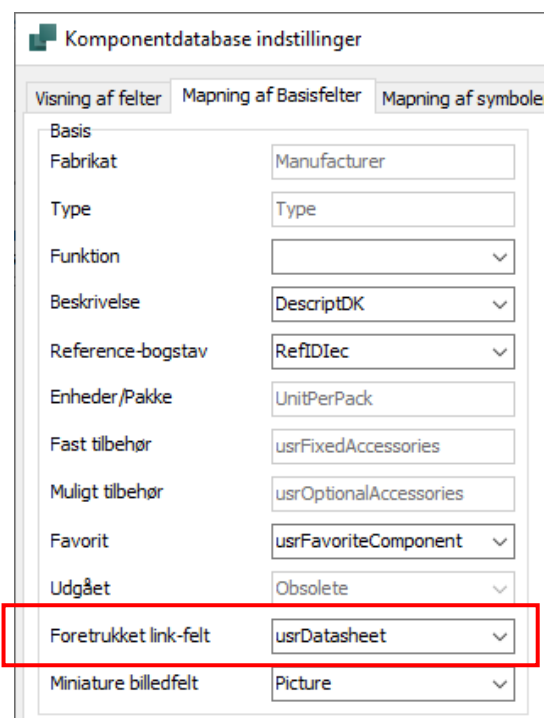 Komponentdatabase indstillinger
Visning af felter Mapning af Basisfelter Mapning af symbole
Basis
Fabrikat Manufacturer
Type Type
Funktion
Beskrivelse DescriptDK
Reference-bogstav RefIDIec
Enheder/Pakke UnitPerPack
Fast tilbehør usrFixedAccessories
Muligt tilbehør usrOptionalAccessories
Favorit usrFavoriteComponent
Udgået Obsolete
Foretrukket link-felt usrDatasheet
Miniature billedfelt Picture